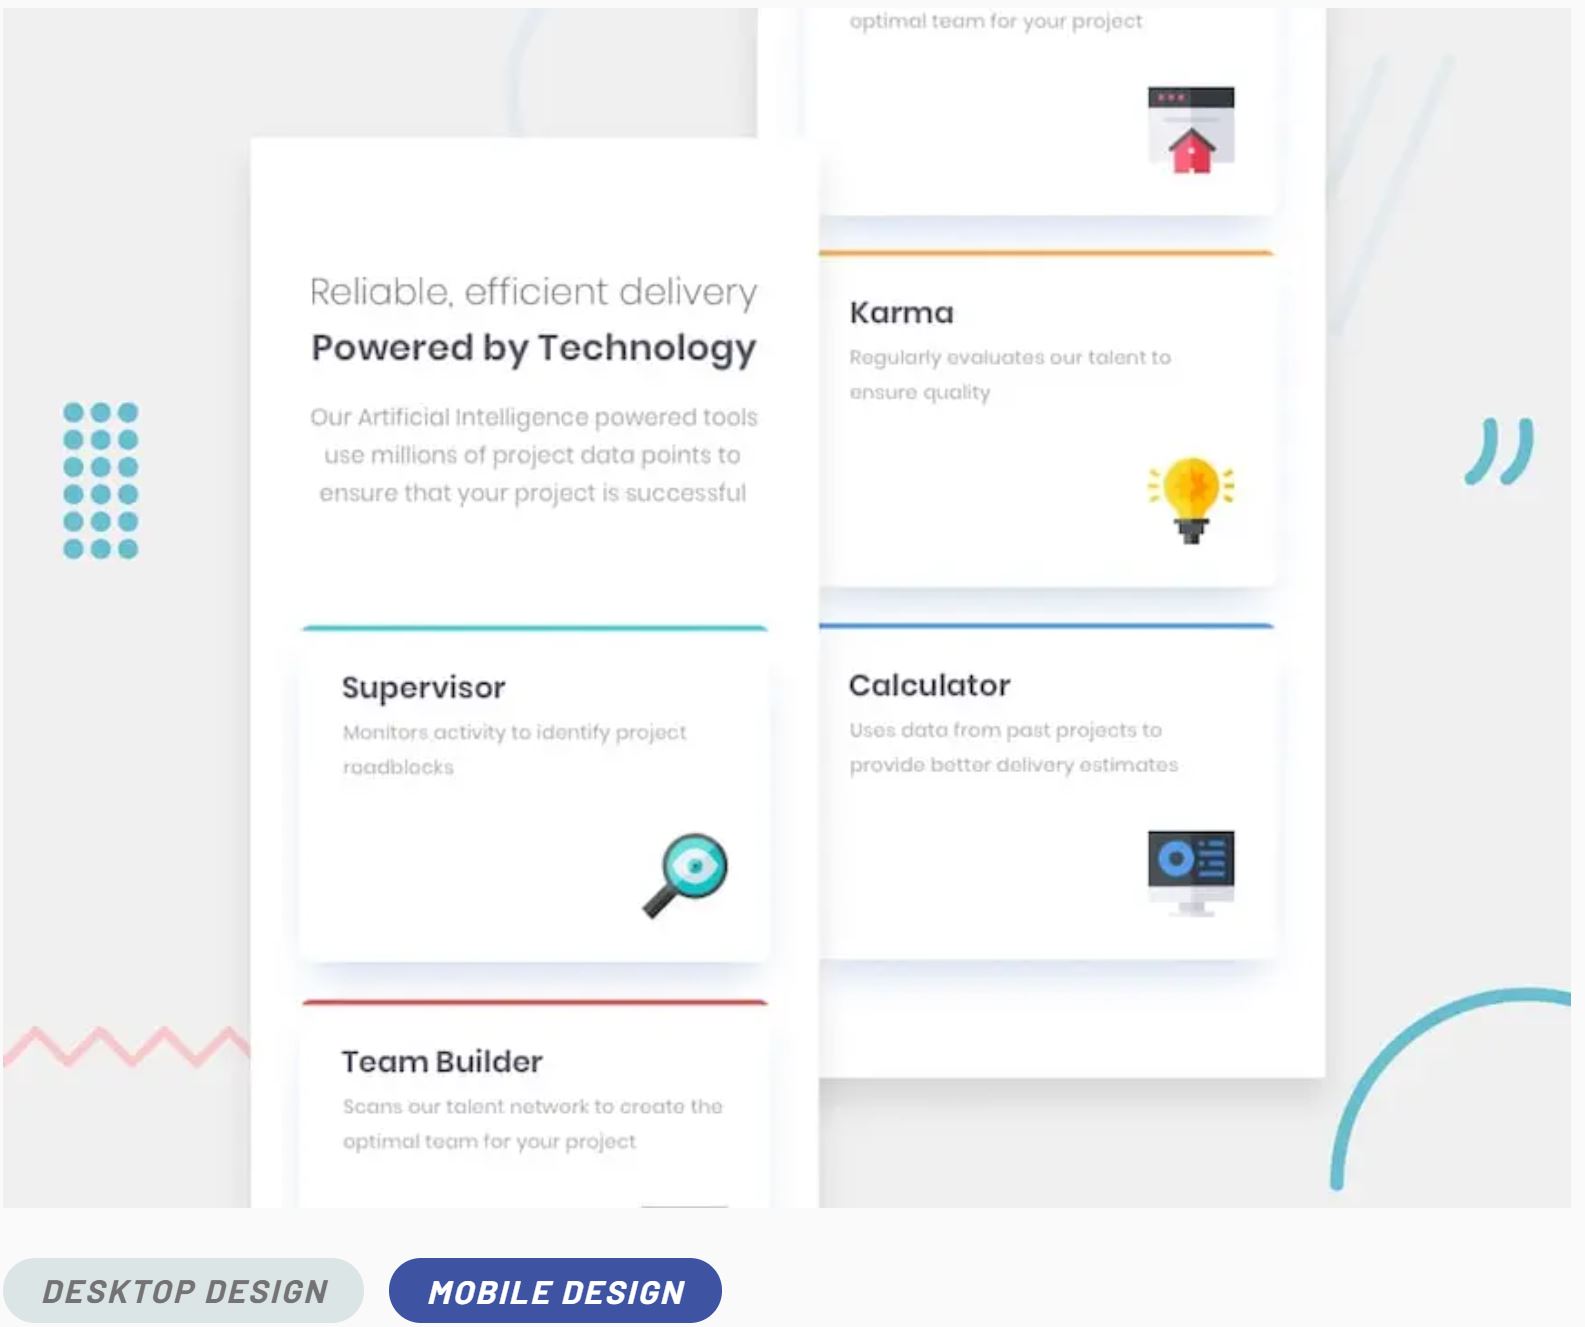 optimal team for your project
Reliable, efficient delivery
Powered by Technology
Our Artificial Intelligence powered tools
use millions of project data points to
ensure that your project is successful
Supervisor
Monitors activity to identify project
roadblocks
Team Builder
Scans our talent network to create the
optimal team for your project
Karma
Regularly evaluates our talent to
ensure quality
Calculator
Uses data from past projects to
provide better delivery estimates
DESKTOP DESIGN
MOBILE DESIGN